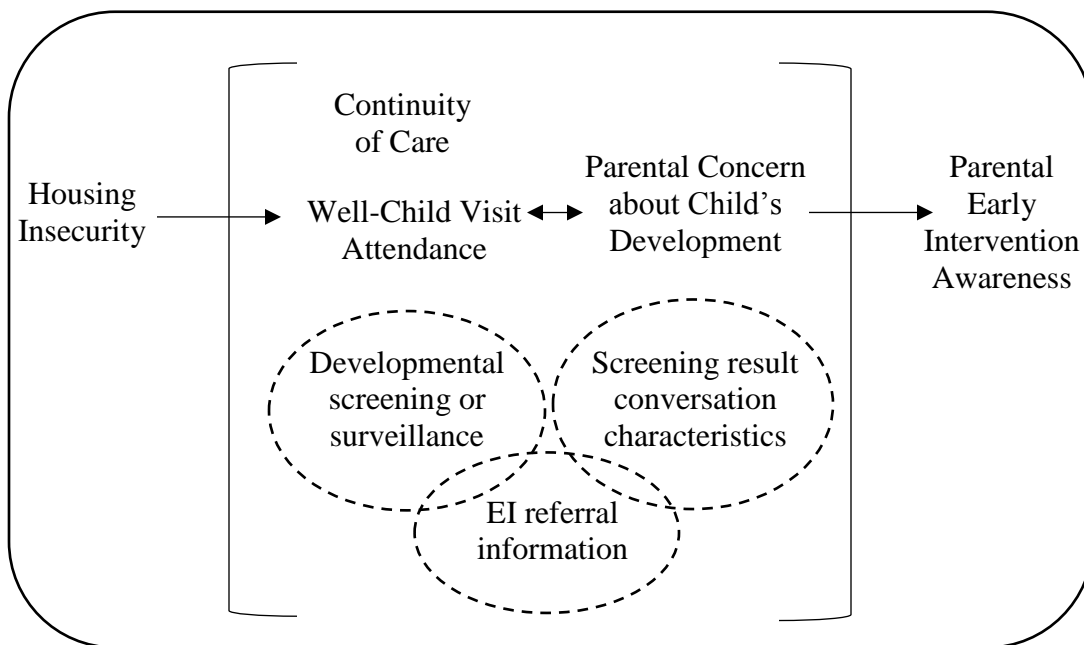 Housing
Insecurity
Continuity
of Care
Well-Child Visit
Attendance
Parental Concern
about Child's
Development
Developmental
screening or
surveillance
Screening result
conversation
characteristics
EI referral
information
Parental
Early
Intervention
Awareness